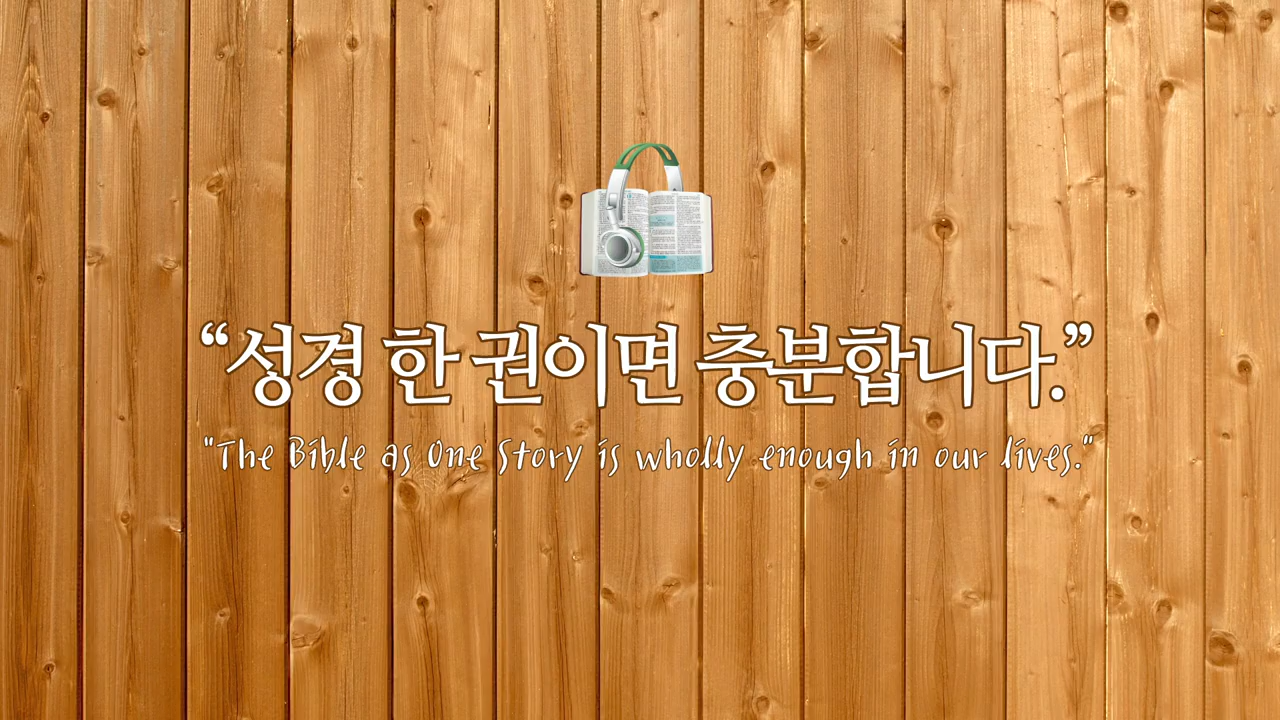 “성경 한 권이면 충분합니다.”
"The Bible as One Story is wholly enough in our lives."